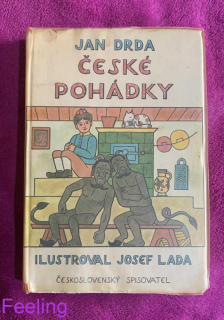 JAN DRDA
ČESKÉ
POHÁDKY
ILUSTROVAL JOSEF LADA
ČESKOSLOVENSKÝ SPISOVATEL
Feeling